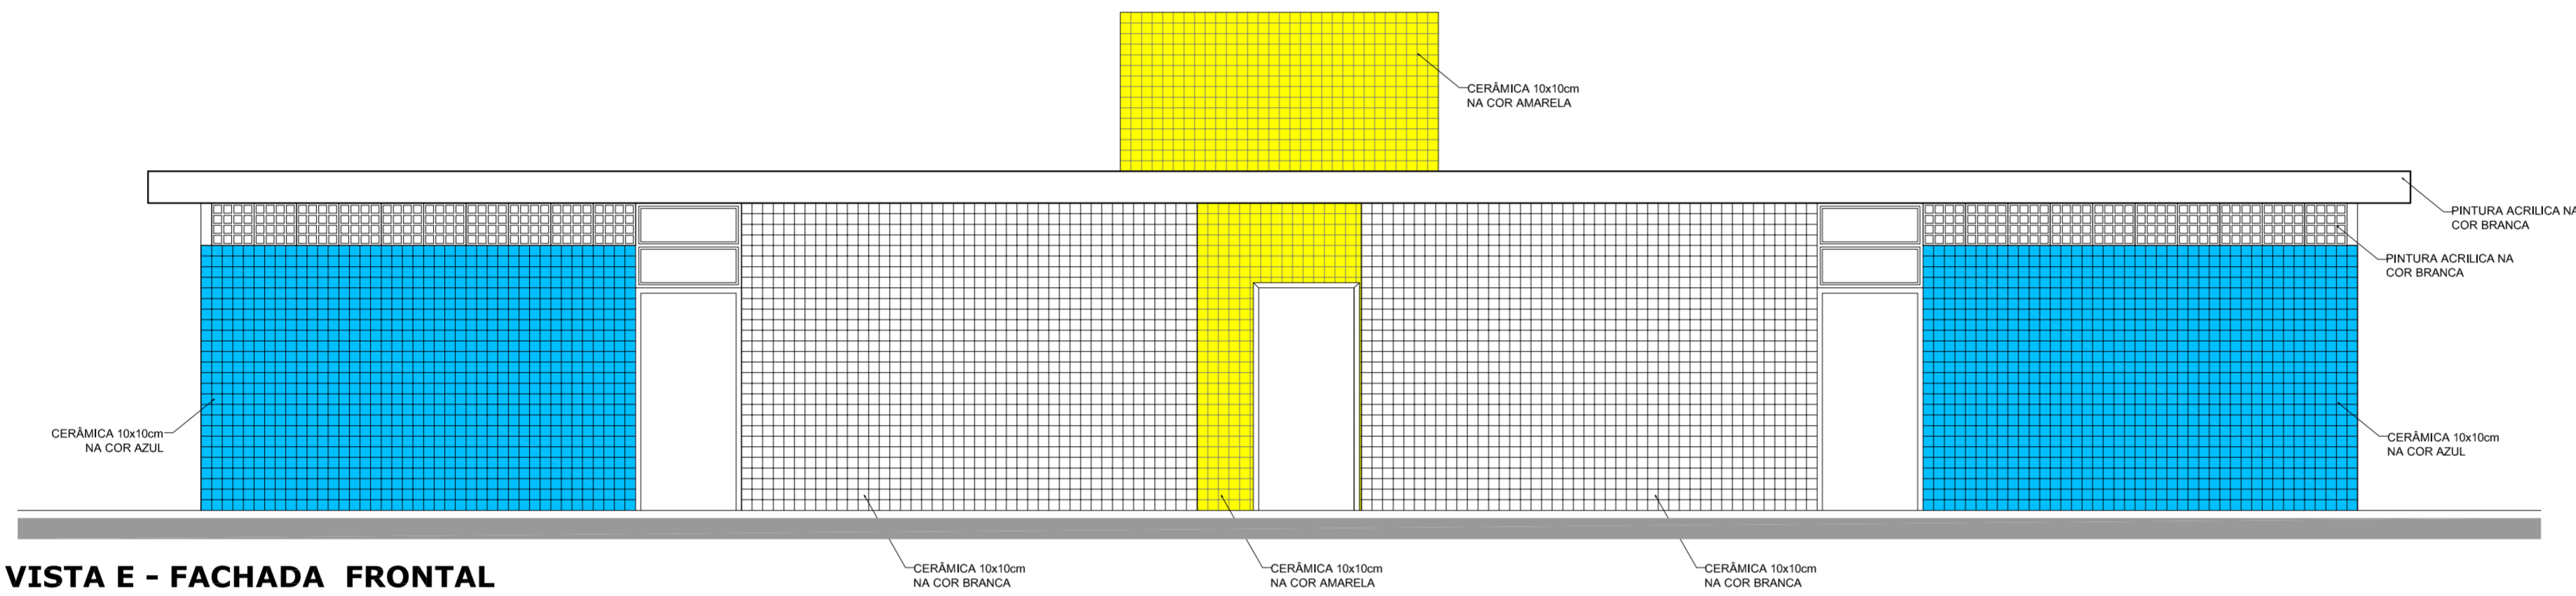 CERÂMICA 10x10cm
NA COR AMARELA
PINTURA ACRILICA NA
COR BRANCA
PINTURA ACRILICA NA
COR BRANCA
CERÂMICA 10x10cm
NA COR AZUL
CERÂMICA 10x10cm
NA COR AZUL
CERÂMICA 10x10cm
NA COR BRANCA
CERÂMICA 10x10cm
NA COR AMARELA
CERÂMICA 10x10cm
NA COR BRANCA
VISTA E - FACHADA FRONTAL